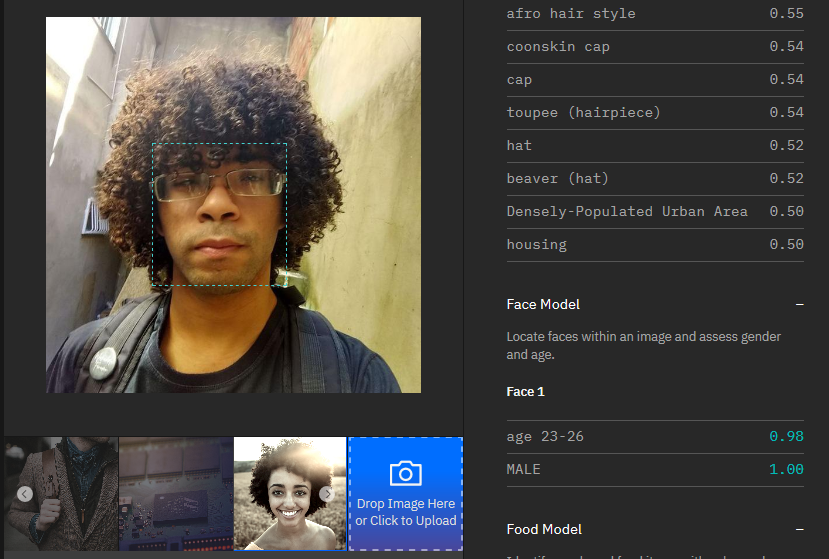 afro hair style 0.55
coonskin cap 0.54
cap 0.54
toupee (hairpiece) 0.54
hat 0.52
beaver (hat) 0.52
Densely-Populated Urban Area 0.50
housing 0.50
Face Model –
Locate faces within an image and assess gender
and age.
Face 1
age 23-26 0.98
MALE 1.00
Food Model –
Drop Image Here
or Click to Upload